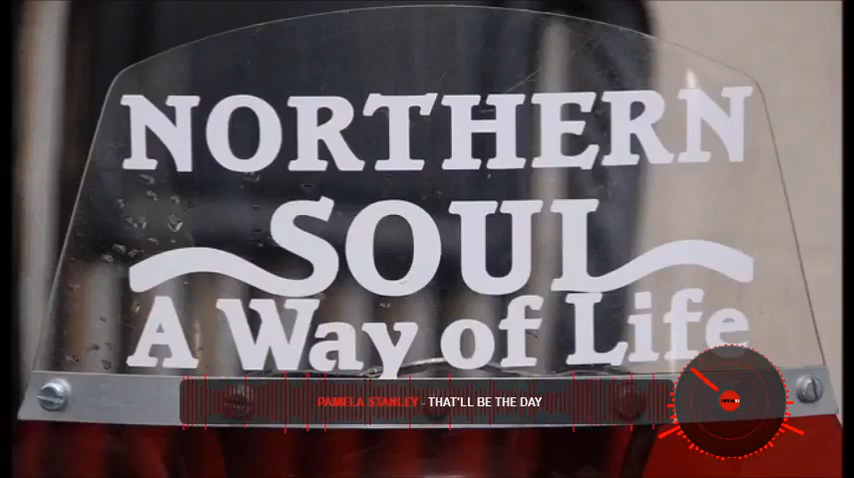 NORTHERN
SOUL
A Way of Life
PAMELA STANLEY - THAT'LL BE THE DAY